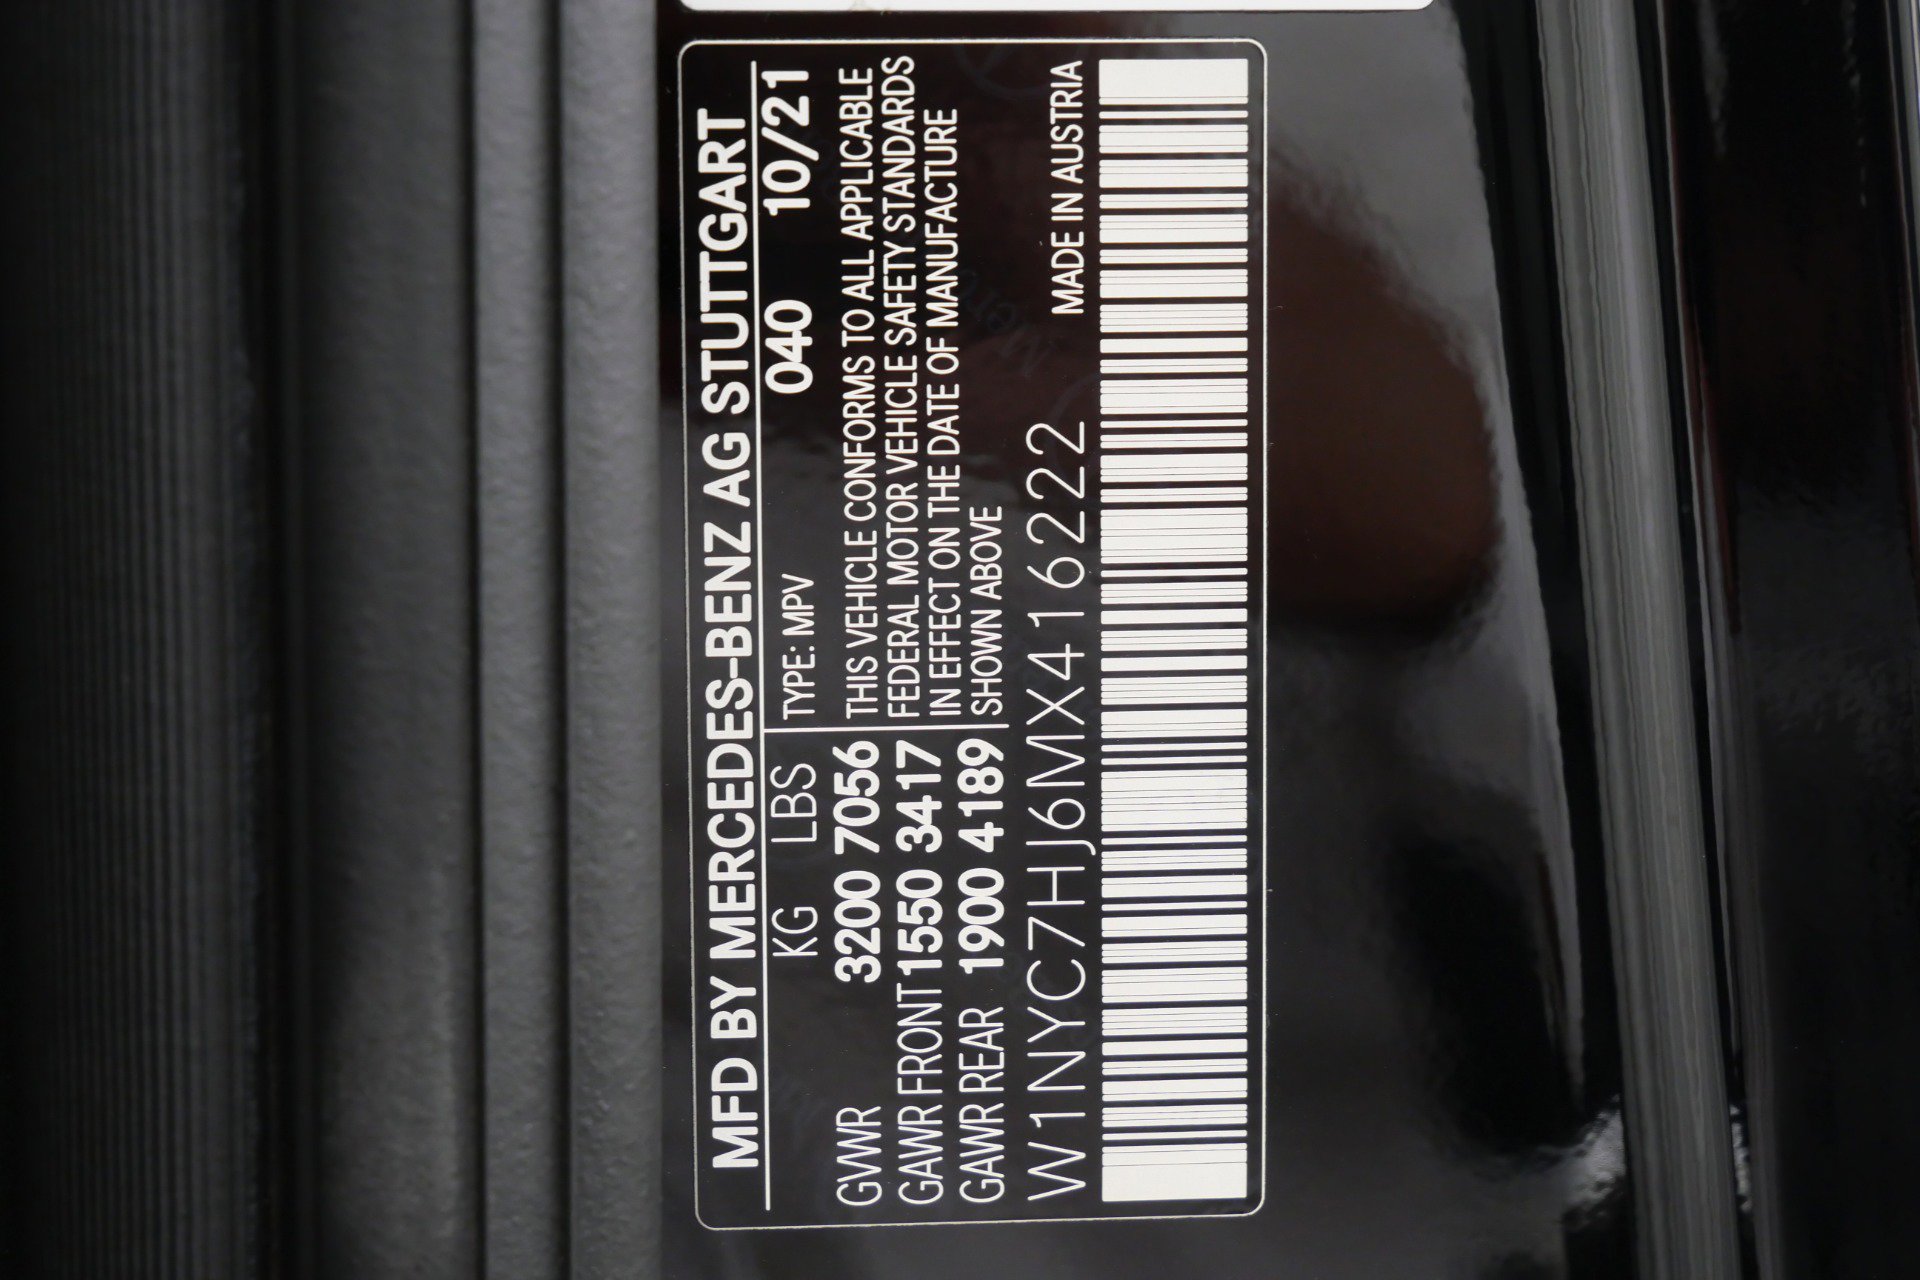 MFD BY MERCEDES-BENZ AG STUTTGART
KG LBS TYPE: MPV 040 10/21
GVWR 3200 7056 THIS VEHICLE CONFORMS TO ALL APPLICABLE
GAWR FRONT 1550 3417 FEDERAL MOTOR VEHICLE SAFETY STANDARDS
IN EFFECT ON THE DATE OF MANUFACTURE
GAWR REAR 1900 4189 SHOWN ABOVE
W1NYC7HJ6MX416222 MADE IN AUSTRIA